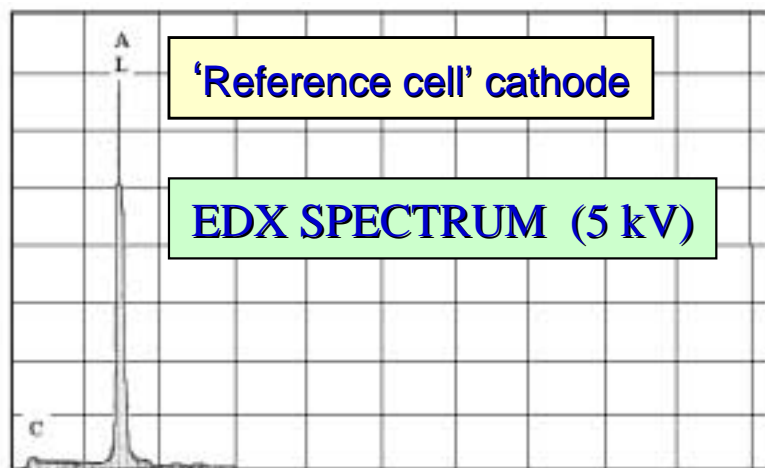 A
L
‘Reference cell’ cathode
EDX SPECTRUM (5 kV)
C